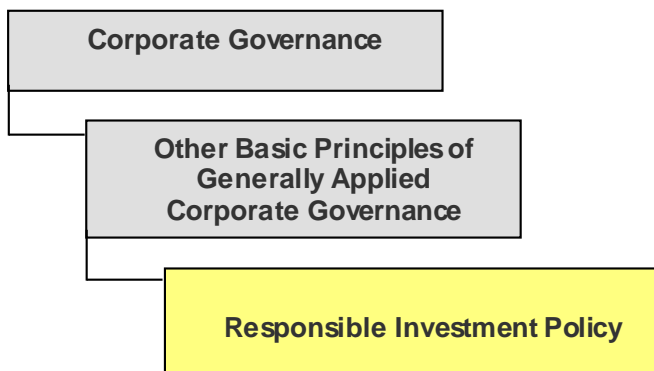 Corporate Governance
Other Basic Principles of
Generally Applied
Corporate Governance
Responsible Investment Policy